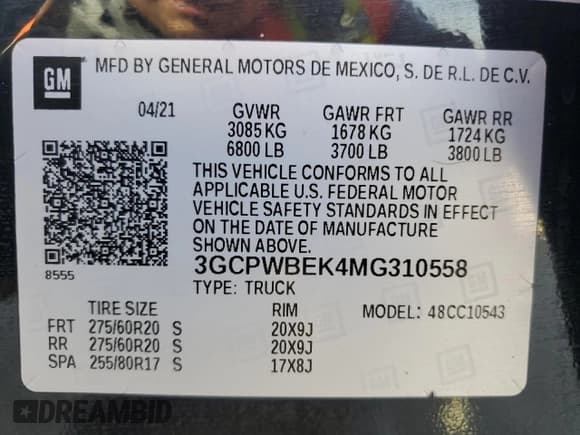 GM MFD BY GENERAL MOTORS DE MEXICO, S. DE R.L. DE C.V.
04/21 GVWR GAWR FRT GAWR RR
3085 KG 1678 KG 1724 KG
6800 LB 3700 LB 3800 LB
THIS VEHICLE CONFORMS TO ALL
APPLICABLE U.S. FEDERAL MOTOR
VEHICLE SAFETY STANDARDS IN EFFECT
ON THE DATE OF MANUFACTURE
SHOWN ABOVE.
8555 3GCPWBEK4MG310558
TYPE: TRUCK
TIRE SIZE RIM MODEL: 48CC10543
FRT 275/60R20 S 20X9J
RR 275/60R20 S 20X9J
SPA 255/80R17 S 17X8J
DREAMBID